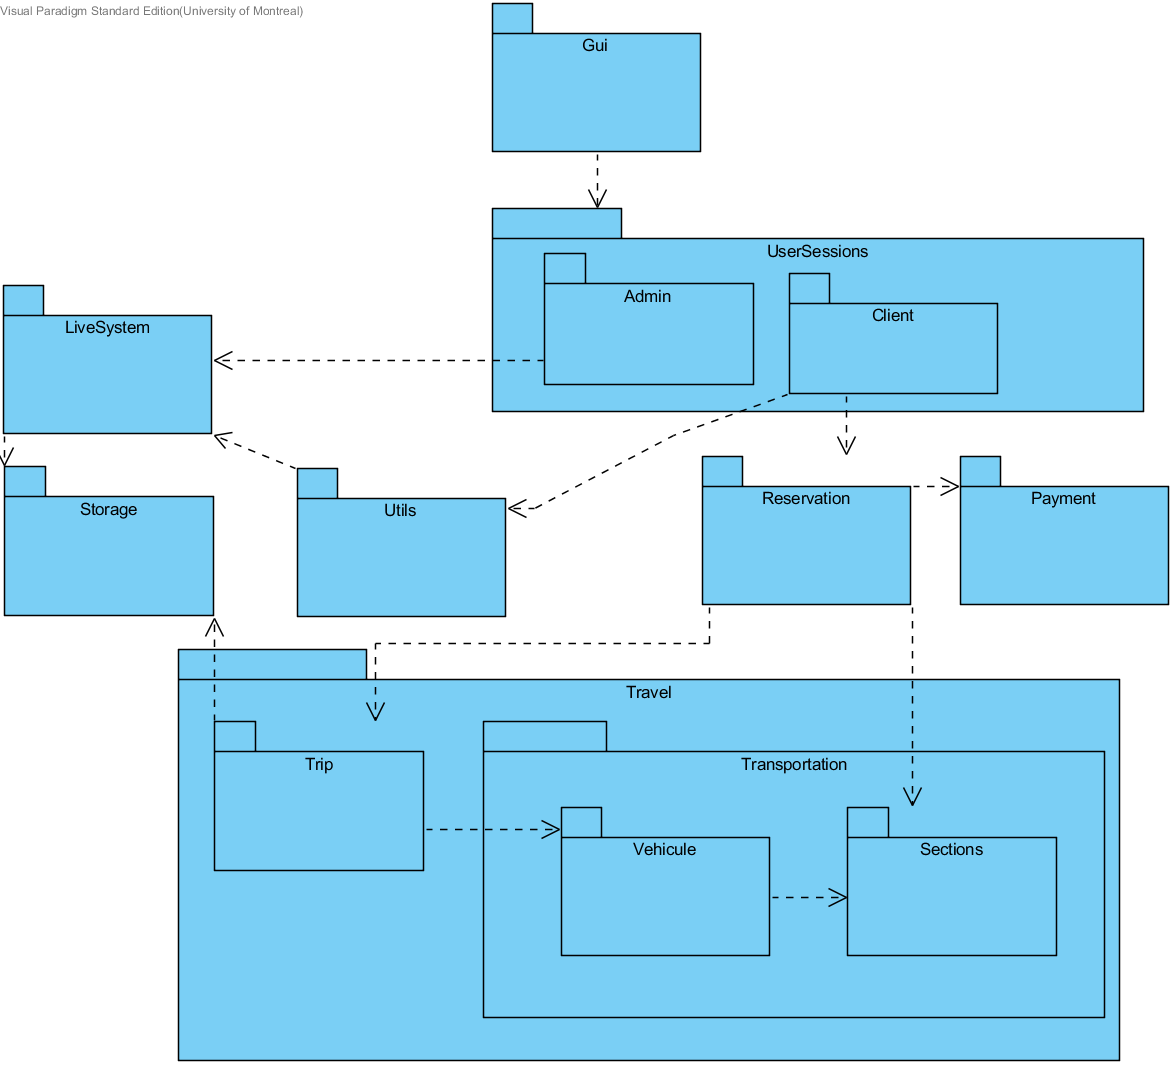 Visual Paradigm Standard Edition(University of Montreal)
Gui
UserSessions
Admin
Client
LiveSystem
Storage
Utils
Reservation
Payment
Travel
Trip
Transportation
Vehicule
Sections